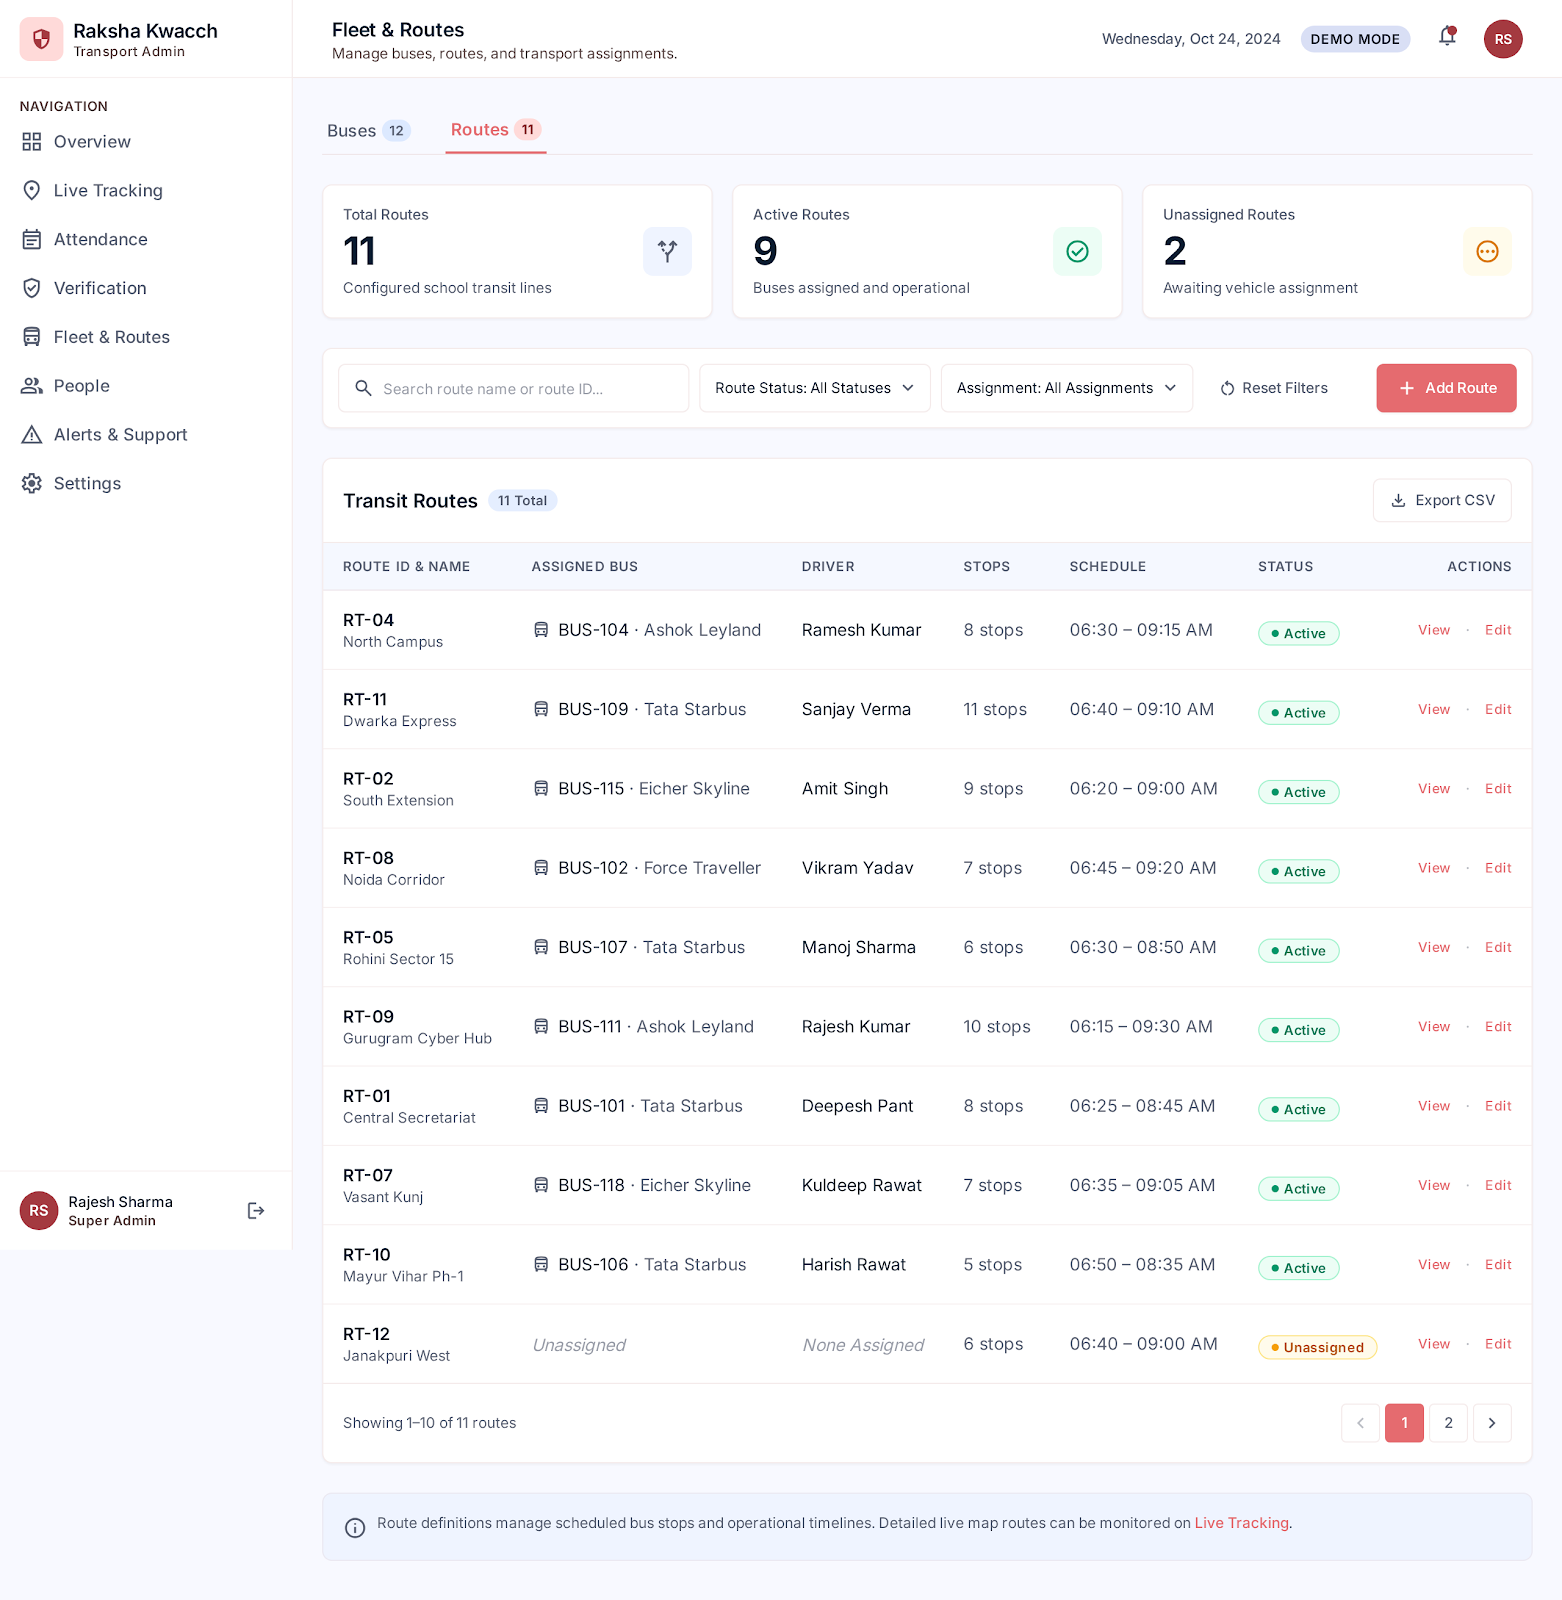 Raksha Kwacch
Transport Admin
NAVIGATION
Overview
Live Tracking
Attendance
Verification
Fleet & Routes
People
Alerts & Support
Settings
RS
Rajesh Sharma
Super Admin
Fleet & Routes
Manage buses, routes, and transport assignments.
Wednesday, Oct 24, 2024
DEMO MODE
RS
Buses 12
Routes 11
Total Routes
11
Configured school transit lines
Active Routes
9
Buses assigned and operational
Unassigned Routes
2
Awaiting vehicle assignment
Search route name or route ID...
Route Status: All Statuses
Assignment: All Assignments
Reset Filters
Add Route
Transit Routes 11 Total
Export CSV
ROUTE ID & NAME ASSIGNED BUS DRIVER STOPS SCHEDULE STATUS ACTIONS
RT-04
North Campus
BUS-104 · Ashok Leyland Ramesh Kumar 8 stops 06:30 – 09:15 AM Active View · Edit
RT-11
Dwarka Express
BUS-109 · Tata Starbus Sanjay Verma 11 stops 06:40 – 09:10 AM Active View · Edit
RT-02
South Extension
BUS-115 · Eicher Skyline Amit Singh 9 stops 06:20 – 09:00 AM Active View · Edit
RT-08
Noida Corridor
BUS-102 · Force Traveller Vikram Yadav 7 stops 06:45 – 09:20 AM Active View · Edit
RT-05
Rohini Sector 15
BUS-107 · Tata Starbus Manoj Sharma 6 stops 06:30 – 08:50 AM Active View · Edit
RT-09
Gurugram Cyber Hub
BUS-111 · Ashok Leyland Rajesh Kumar 10 stops 06:15 – 09:30 AM Active View · Edit
RT-01
Central Secretariat
BUS-101 · Tata Starbus Deepesh Pant 8 stops 06:25 – 08:45 AM Active View · Edit
RT-07
Vasant Kunj
BUS-118 · Eicher Skyline Kuldeep Rawat 7 stops 06:35 – 09:05 AM Active View · Edit
RT-10
Mayur Vihar Ph-1
BUS-106 · Tata Starbus Harish Rawat 5 stops 06:50 – 08:35 AM Active View · Edit
RT-12
Janakpuri West
Unassigned None Assigned 6 stops 06:40 – 09:00 AM Unassigned View · Edit
Showing 1–10 of 11 routes
1 2
Route definitions manage scheduled bus stops and operational timelines. Detailed live map routes can be monitored on Live Tracking.